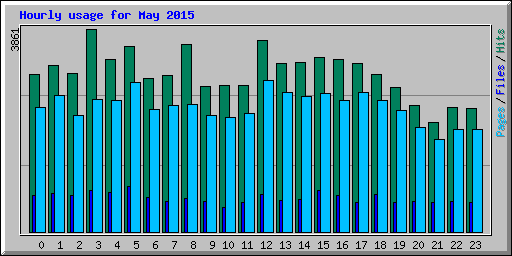 Hourly usage for May 2015
3861
Pages / Files / Hits
0 1 2 3 4 5 6 7 8 9 10 11 12 13 14 15 16 17 18 19 20 21 22 23